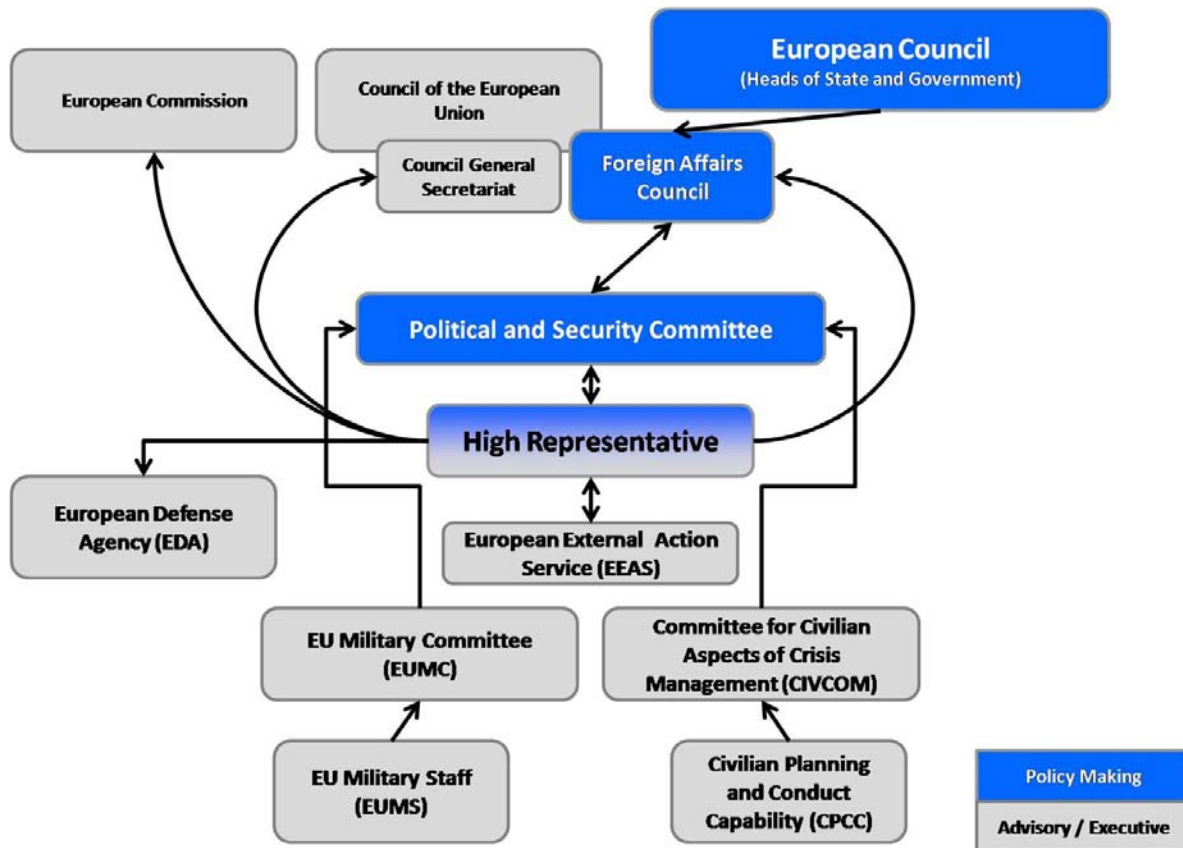 European Council
(Heads of State and Government)
European Commission
Council of the European
Union
Council General
Secretariat
Foreign Affairs
Council
Political and Security Committee
High Representative
European Defense
Agency (EDA)
European External Action
Service (EEAS)
EU Military Committee
(EUMC)
Committee for Civilian
Aspects of Crisis
Management (CIVCOM)
EU Military Staff
(EUMS)
Civilian Planning
and Conduct
Capability (CPCC)
Policy Making
Advisory / Executive